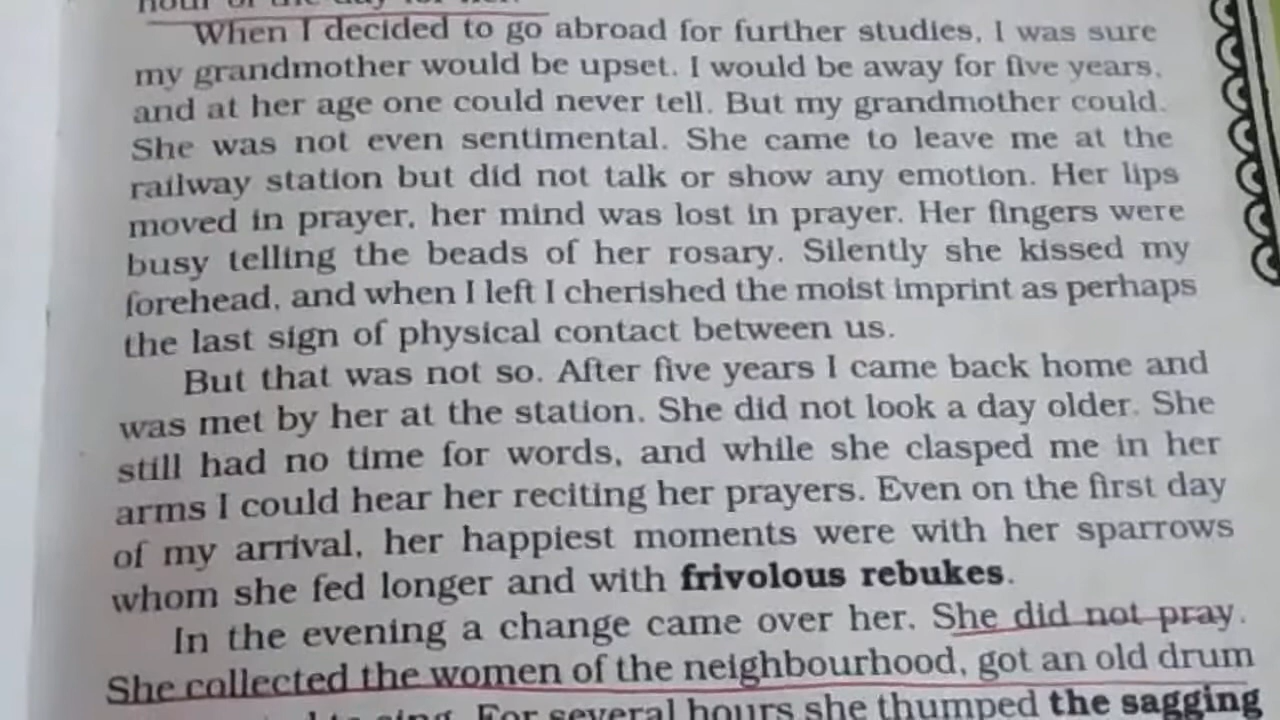 hour of the day for her.
When I decided to go abroad for further studies, I was sure
my grandmother would be upset. I would be away for five years,
and at her age one could never tell. But my grandmother could.
She was not even sentimental. She came to leave me at the
railway station but did not talk or show any emotion. Her lips
moved in prayer, her mind was lost in prayer. Her fingers were
busy telling the beads of her rosary. Silently she kissed my
forehead, and when I left I cherished the moist imprint as perhaps
the last sign of physical contact between us.
But that was not so. After five years I came back home and
was met by her at the station. She did not look a day older. She
still had no time for words, and while she clasped me in her
arms I could hear her reciting her prayers. Even on the first day
of my arrival, her happiest moments were with her sparrows
whom she fed longer and with frivolous rebukes.
In the evening a change came over her. She did not pray.
She collected the women of the neighbourhood, got an old drum
to sing. For several hours she thumped the sagging